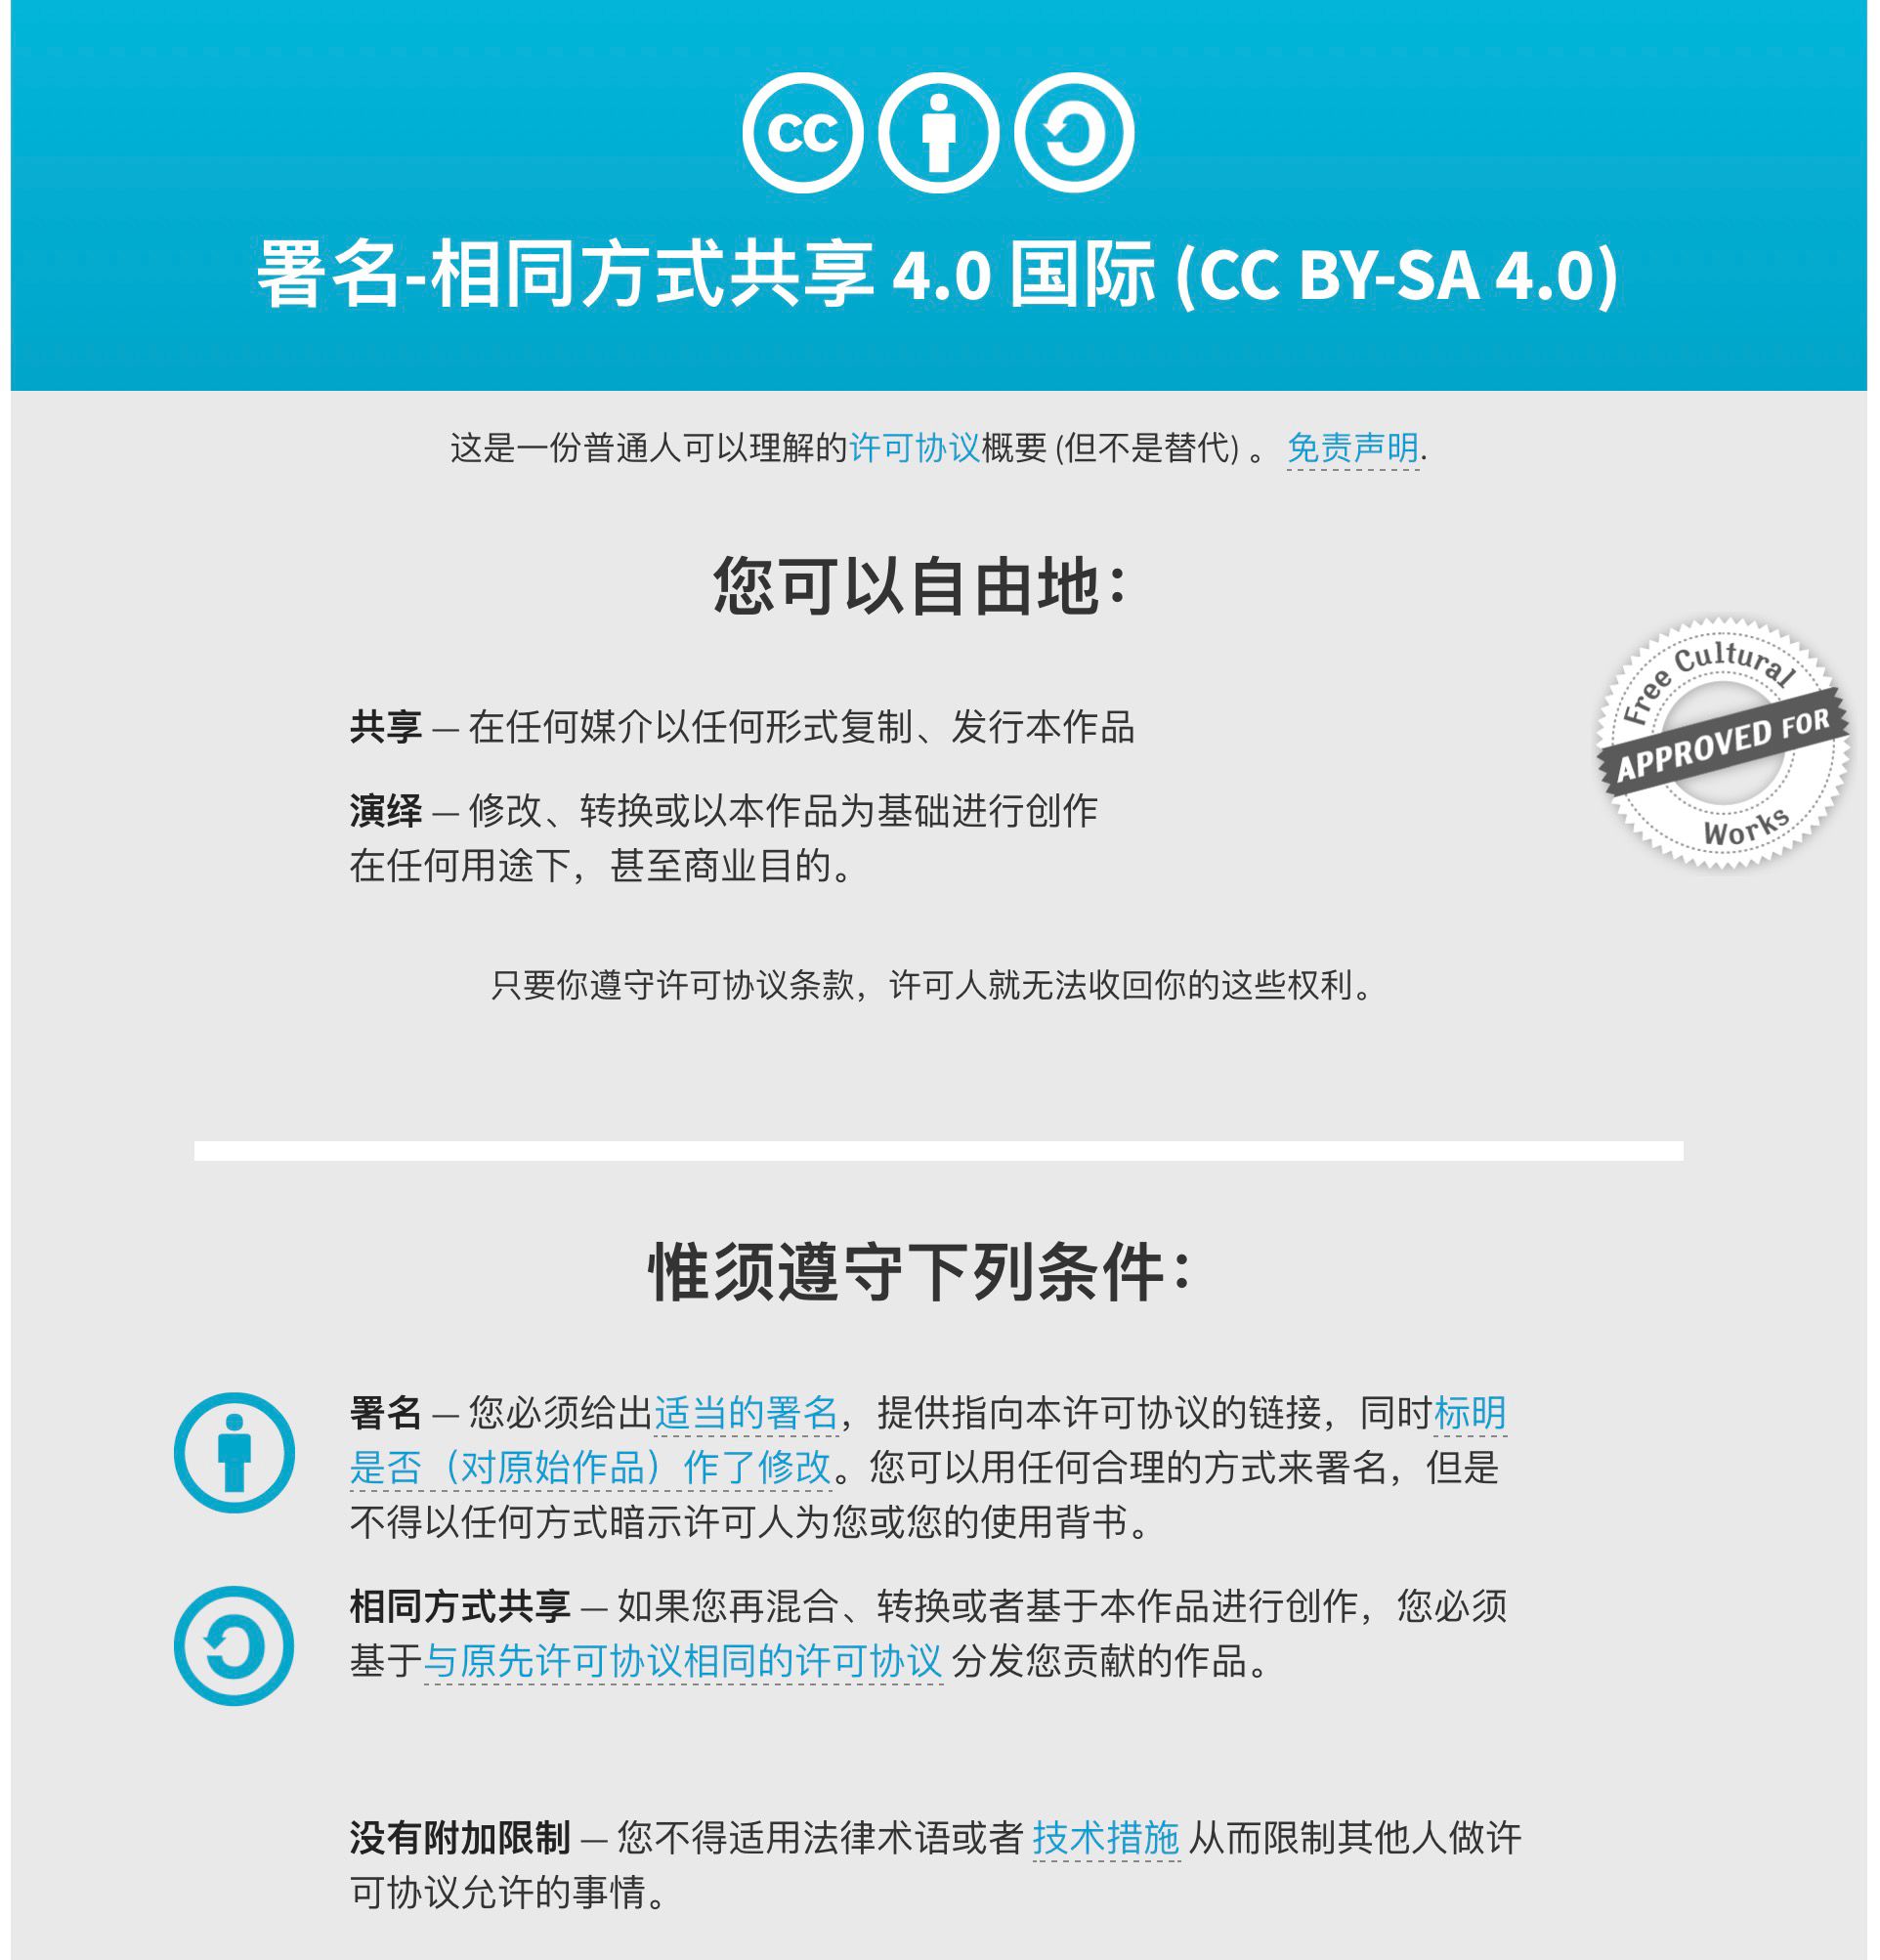 cc
署名-相同方式共享 4.0 国际 (CC BY-SA 4.0)
这是一份普通人可以理解的许可协议概要 (但不是替代) 。 免责声明.
您可以自由地：
共享 — 在任何媒介以任何形式复制、发行本作品
演绎 — 修改、转换或以本作品为基础进行创作
在任何用途下，甚至商业目的。
Free Cultural
APPROVED FOR
Works
只要你遵守许可协议条款，许可人就无法收回你的这些权利。
惟须遵守下列条件：
署名 — 您必须给出适当的署名，提供指向本许可协议的链接，同时标明
是否（对原始作品）作了修改。您可以用任何合理的方式来署名，但是
不得以任何方式暗示许可人为您或您的使用背书。
相同方式共享 — 如果您再混合、转换或者基于本作品进行创作，您必须
基于与原先许可协议相同的许可协议 分发您贡献的作品。
没有附加限制 — 您不得适用法律术语或者 技术措施 从而限制其他人做许
可协议允许的事情。